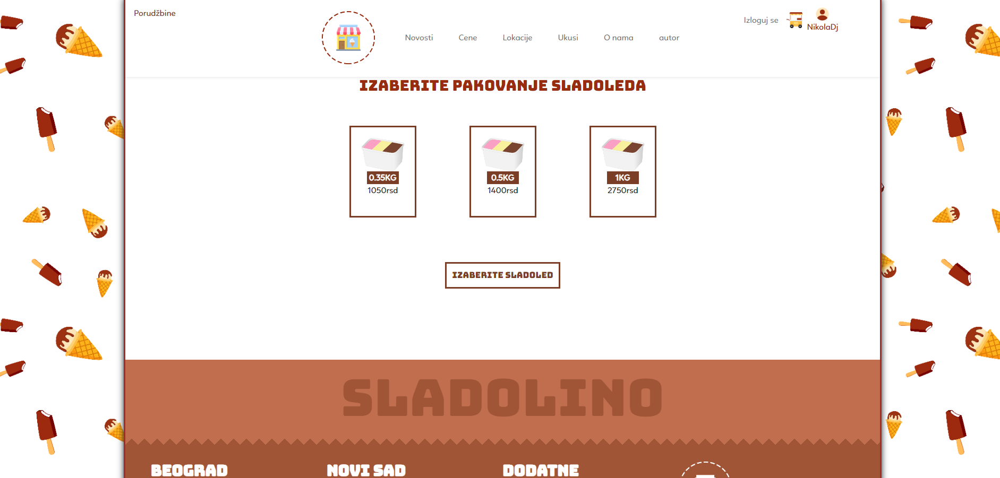 Porudžbine
Novosti Cene Lokacije Ukusi O nama autor
Izloguj se
NikolaDj
IZABERITE PAKOVANJE SLADOLEDA
0.35KG
1050rsd
0.5KG
1400rsd
1KG
2750rsd
IZABERITE SLADOLED
SLADOLINO
BEOGRAD
NOVI SAD
DODATNE